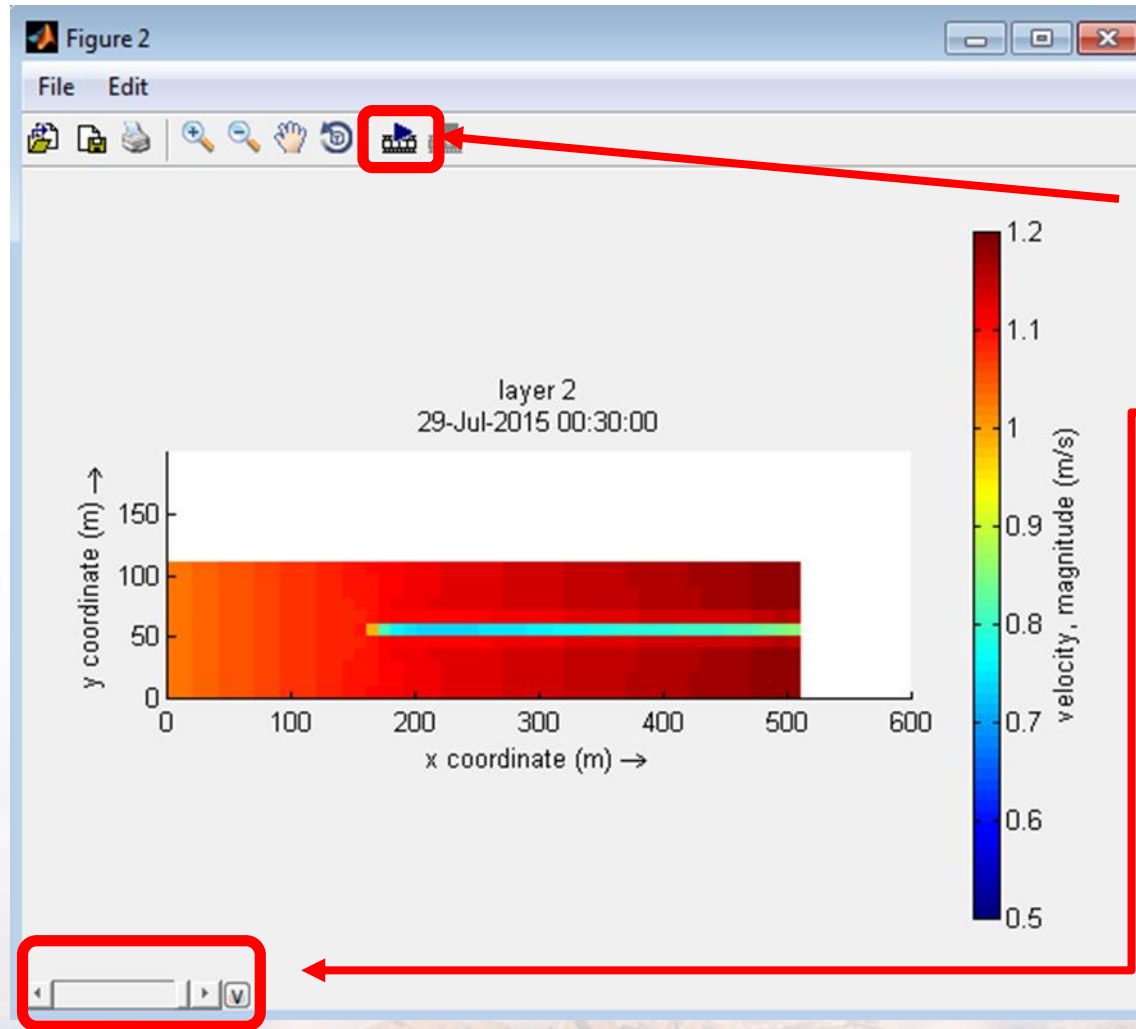 Figure 2
File Edit
layer 2
29-Jul-2015 00:30:00
y coordinate (m) →
150
100
50
0
0 100 200 300 400 500 600
x coordinate (m) →
1.2
1.1
1
0.9
0.8
0.7
0.6
0.5
velocity, magnitude (m/s)
V